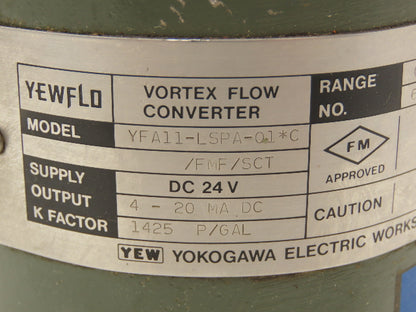 YEWFLO
VORTEX FLOW
CONVERTER
RANGE
NO.
MODEL
YFA11-LSPA-01*C
/FMF/SCT
FM
APPROVED
SUPPLY
DC 24 V
OUTPUT
4 - 20 MA DC
CAUTION
K FACTOR
1425 P/GAL
YEW YOKOGAWA ELECTRIC WORKS